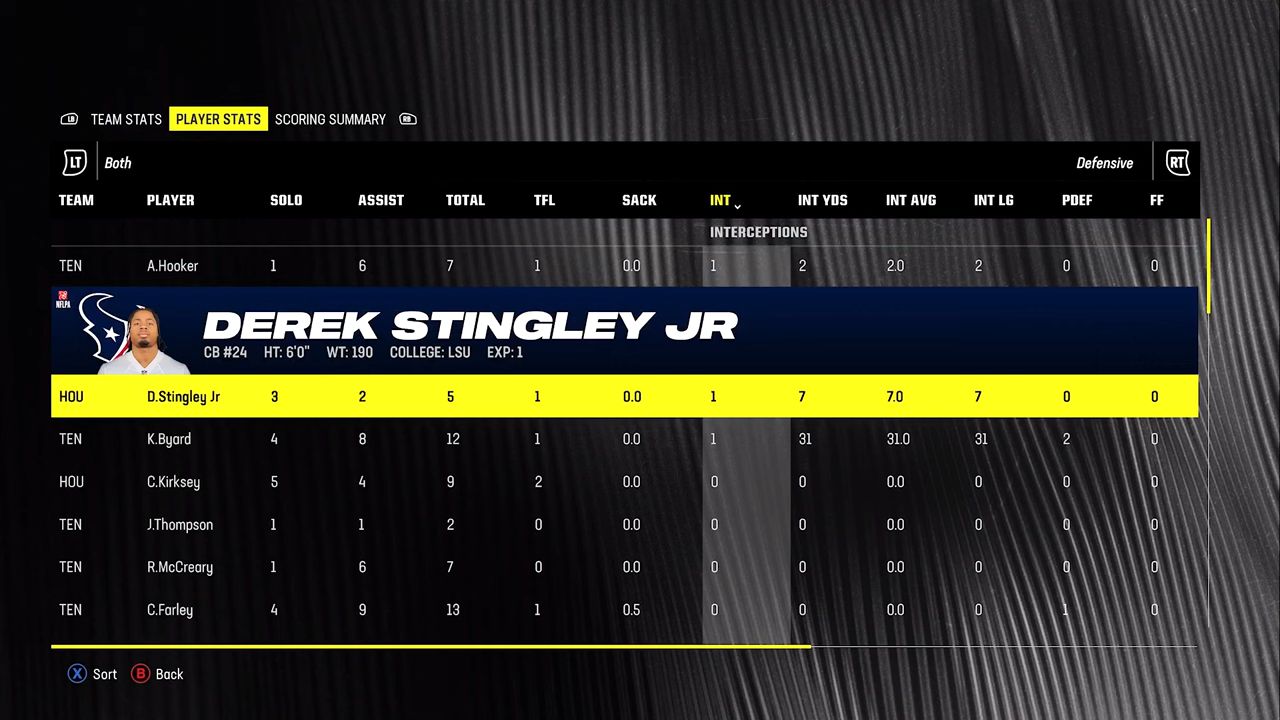 LB TEAM STATS PLAYER STATS SCORING SUMMARY RB
LT Both Defensive RT
TEAM PLAYER SOLO ASSIST TOTAL TFL SACK INT INT YDS INT AVG INT LG PDEF FF
INTERCEPTIONS
TEN A.Hooker 1 6 7 1 0.0 1 2 2.0 2 0 0
NFLPA
DEREK STINGLEY JR
CB #24 HT: 6'0" WT: 190 COLLEGE: LSU EXP: 1
HOU D.Stingley Jr 3 2 5 1 0.0 1 7 7.0 7 0 0
TEN K.Byard 4 8 12 1 0.0 1 31 31.0 31 2 0
HOU C.Kirksey 5 4 9 2 0.0 0 0 0.0 0 0 0
TEN J.Thompson 1 1 2 0 0.0 0 0 0.0 0 0 0
TEN R.McCreary 1 6 7 0 0.0 0 0 0.0 0 0 0
TEN C.Farley 4 9 13 1 0.5 0 0 0.0 0 1 0
X Sort B Back